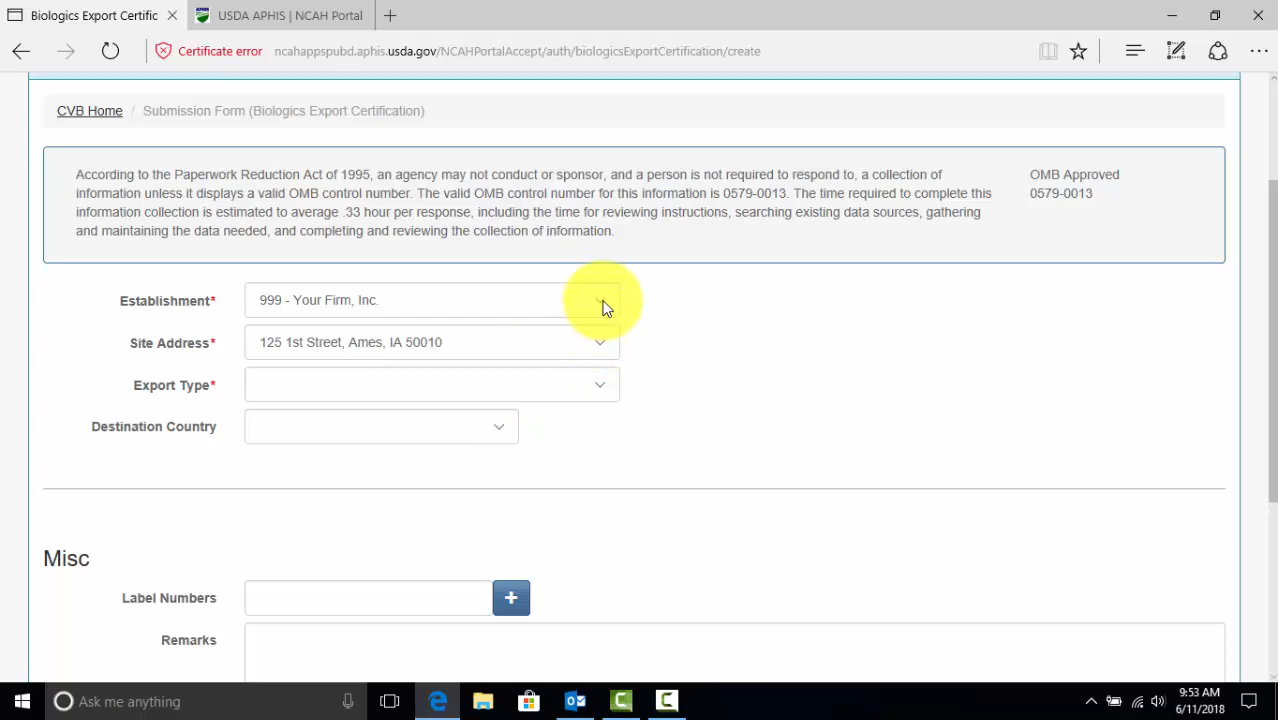 Biologics Export Certific
USDA APHIS | NCAH Portal
Certificate error
ncahappspubd.aphis.usda.gov/NCAHPortalAccept/auth/biologicsExportCertification/create
CVB Home / Submission Form (Biologics Export Certification)
According to the Paperwork Reduction Act of 1995, an agency may not conduct or sponsor, and a person is not required to respond to, a collection of
information unless it displays a valid OMB control number. The valid OMB control number for this information is 0579-0013. The time required to complete this
information collection is estimated to average .33 hour per response, including the time for reviewing instructions, searching existing data sources, gathering
and maintaining the data needed, and completing and reviewing the collection of information.
OMB Approved
0579-0013
Establishment* 999 - Your Firm, Inc.
Site Address* 125 1st Street, Ames, IA 50010
Export Type*
Destination Country
Misc
Label Numbers +
Remarks
Ask me anything
9:53 AM
6/11/2018